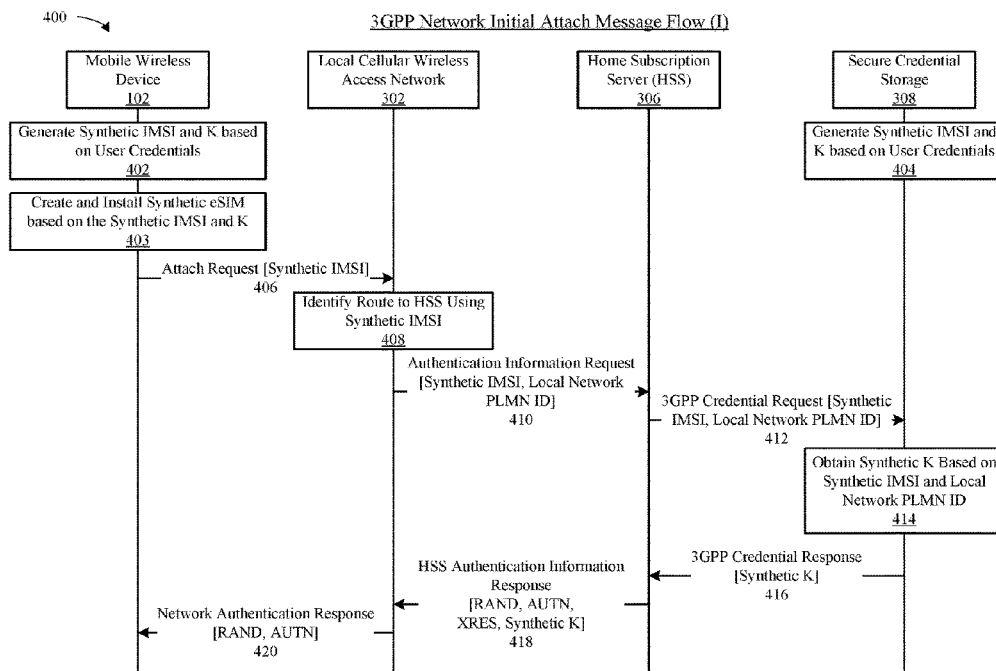 400
3GPP Network Initial Attach Message Flow (I)
Mobile Wireless
Device
102
Local Cellular Wireless
Access Network
302
Home Subscription
Server (HSS)
306
Secure Credential
Storage
308
Generate Synthetic IMSI and K based
on User Credentials
402
Generate Synthetic IMSI and
K based on User Credentials
404
Create and Install Synthetic eSIM
based on the Synthetic IMSI and K
403
Attach Request [Synthetic IMSI]
406
Identify Route to HSS Using
Synthetic IMSI
408
Authentication Information Request
[Synthetic IMSI, Local Network
PLMN ID]
410
3GPP Credential Request [Synthetic
IMSI, Local Network PLMN ID]
412
Obtain Synthetic K Based on
Synthetic IMSI and Local
Network PLMN ID
414
3GPP Credential Response
[Synthetic K]
416
HSS Authentication Information
Response
[RAND, AUTN,
XRES, Synthetic K]
418
Network Authentication Response
[RAND, AUTN]
420